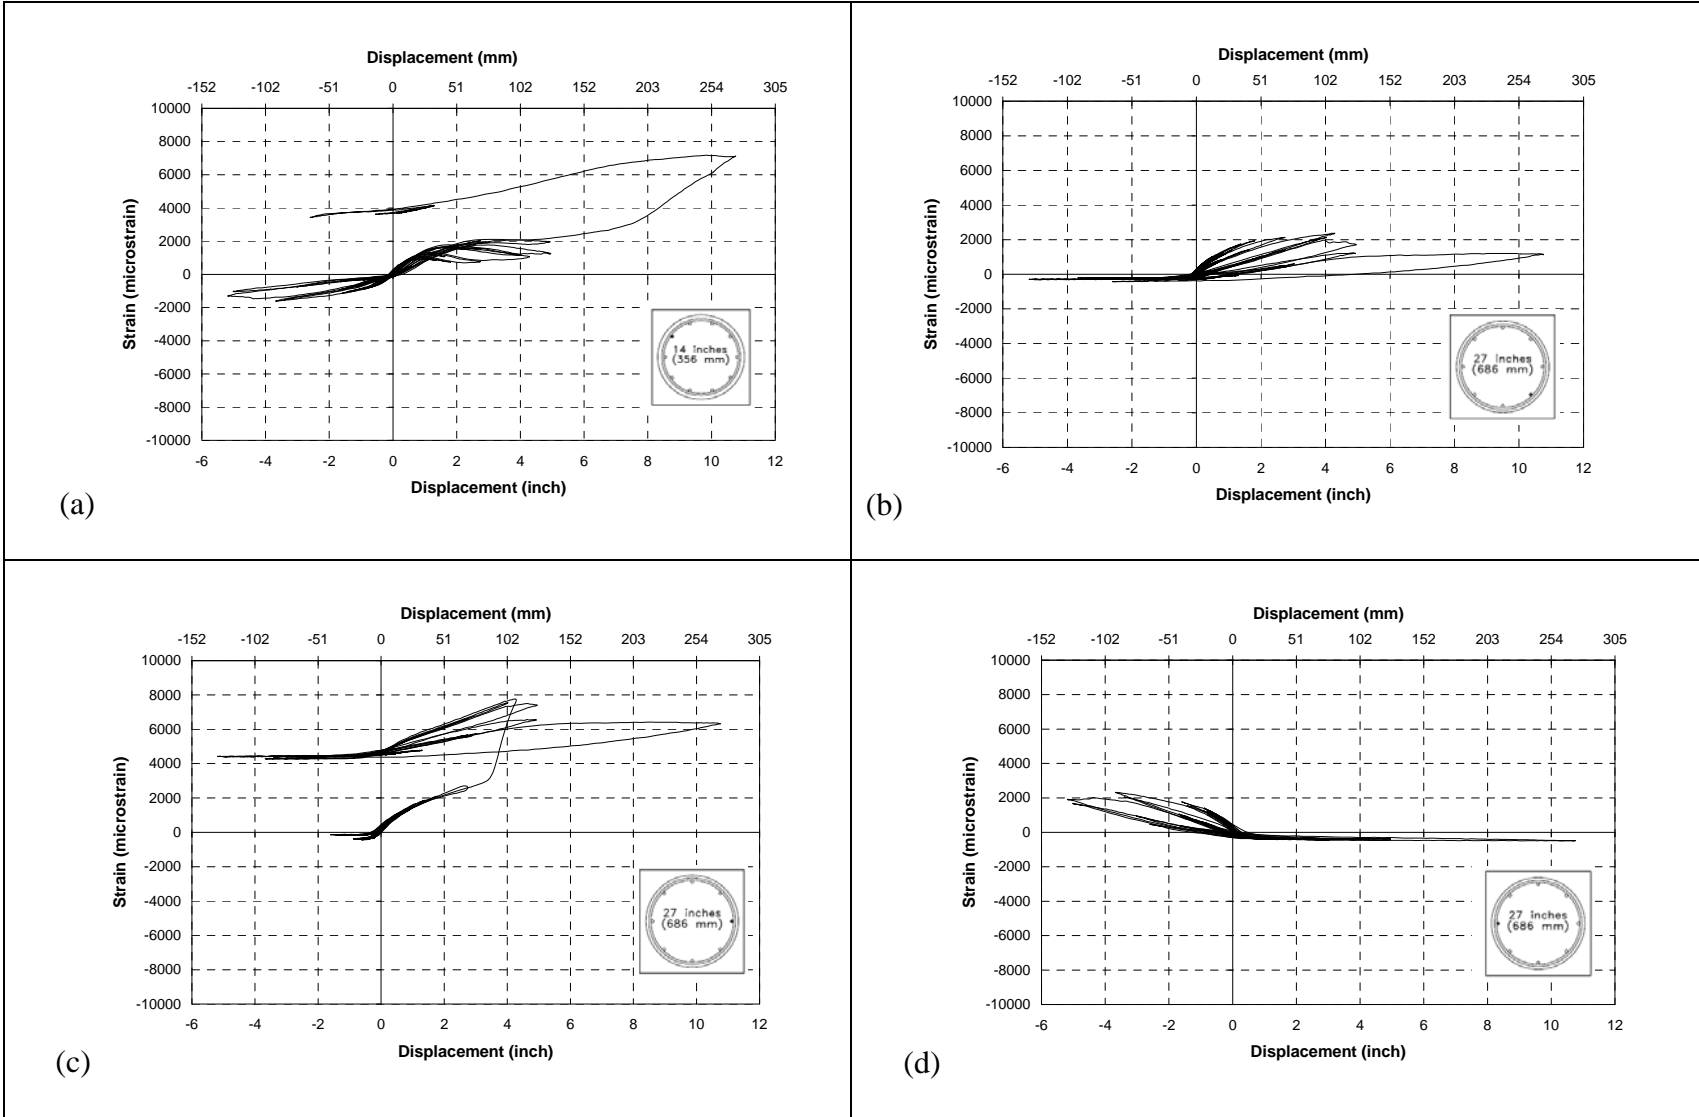 Displacement (mm)
-152 -102 -51 0 51 102 152 203 254 305
10000
8000
6000
4000
2000
0
-2000
-4000
-6000
-8000
-10000
Strain (microstrain)
14 inches
(356 mm)
-6 -4 -2 0 2 4 6 8 10 12
Displacement (inch)
(a)
Displacement (mm)
-152 -102 -51 0 51 102 152 203 254 305
10000
8000
6000
4000
2000
0
-2000
-4000
-6000
-8000
-10000
Strain (microstrain)
27 inches
(686 mm)
-6 -4 -2 0 2 4 6 8 10 12
Displacement (inch)
(b)
Displacement (mm)
-152 -102 -51 0 51 102 152 203 254 305
10000
8000
6000
4000
2000
0
-2000
-4000
-6000
-8000
-10000
Strain (microstrain)
27 inches
(686 mm)
-6 -4 -2 0 2 4 6 8 10 12
Displacement (inch)
(c)
Displacement (mm)
-152 -102 -51 0 51 102 152 203 254 305
10000
8000
6000
4000
2000
0
-2000
-4000
-6000
-8000
-10000
Strain (microstrain)
27 inches
(686 mm)
-6 -4 -2 0 2 4 6 8 10 12
Displacement (inch)
(d)